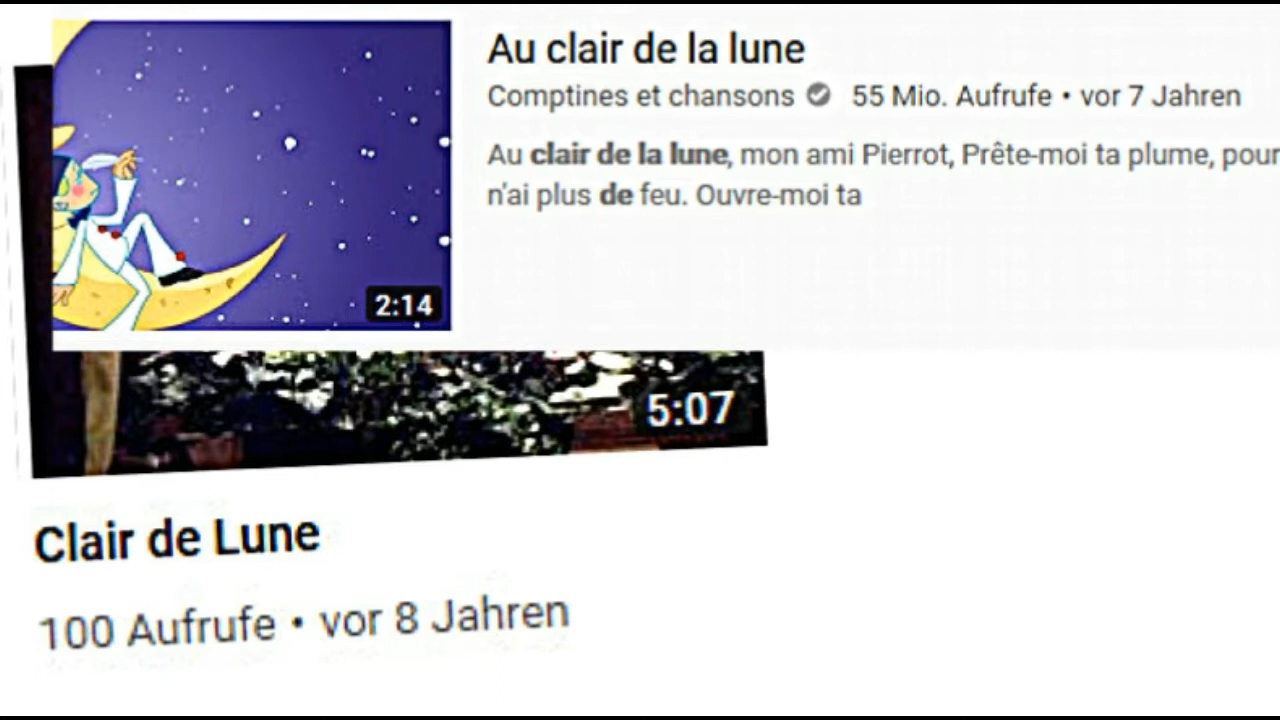 Au clair de la lune
Comptines et chansons 55 Mio. Aufrufe • vor 7 Jahren
Au clair de la lune, mon ami Pierrot, Prête-moi ta plume, pour
n'ai plus de feu. Ouvre-moi ta
2:14
5:07
Clair de Lune
100 Aufrufe • vor 8 Jahren